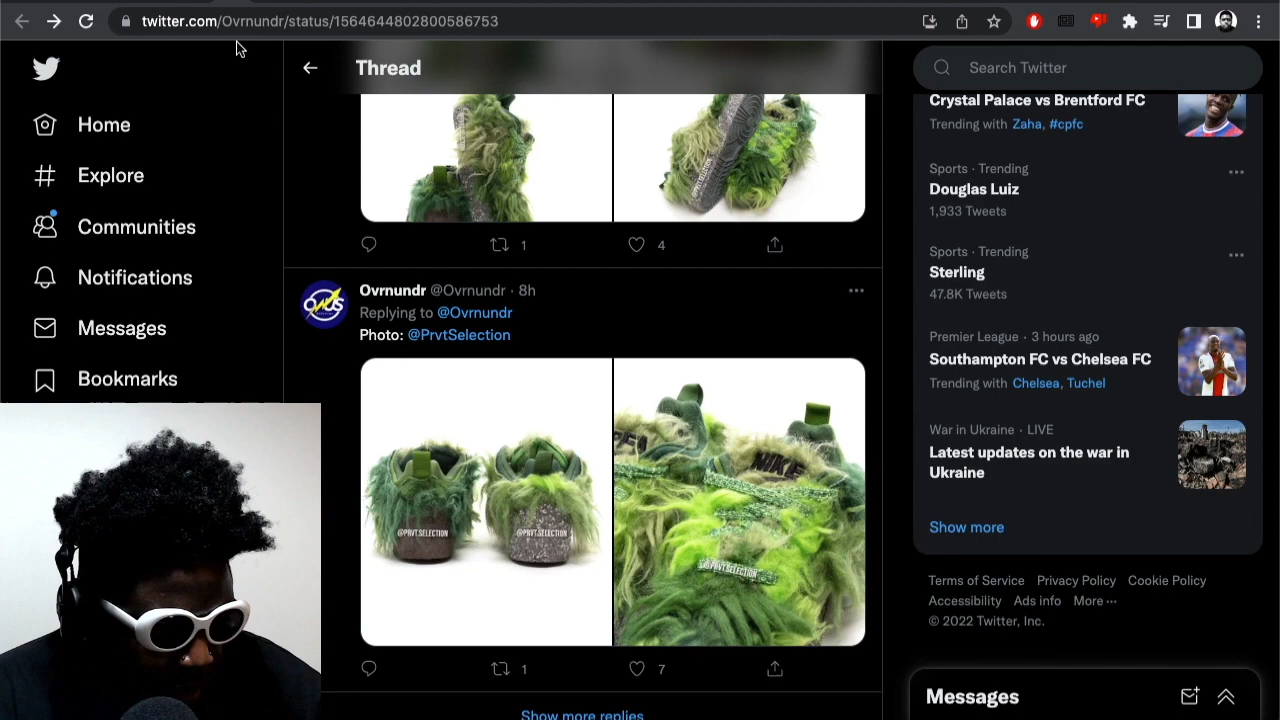 twitter.com/Ovrnundr/status/1564644802800586753
Home
Explore
Communities
Notifications
Messages
Bookmarks
Thread
1
4
Ovrnundr @Ovrnundr · 8h
Replying to @Ovrnundr
Photo: @PrvtSelection
@PRVT.SELECTION
@PRVT.SELECTION
NIKE
@PRVT.SELECTION
1
7
Show more replies
Search Twitter
Crystal Palace vs Brentford FC
Trending with Zaha, #cpfc
Sports · Trending
Douglas Luiz
1,933 Tweets
Sports · Trending
Sterling
47.8K Tweets
Premier League · 3 hours ago
Southampton FC vs Chelsea FC
Trending with Chelsea, Tuchel
War in Ukraine · LIVE
Latest updates on the war in
Ukraine
Show more
Terms of Service Privacy Policy Cookie Policy
Accessibility Ads info More ···
© 2022 Twitter, Inc.
Messages